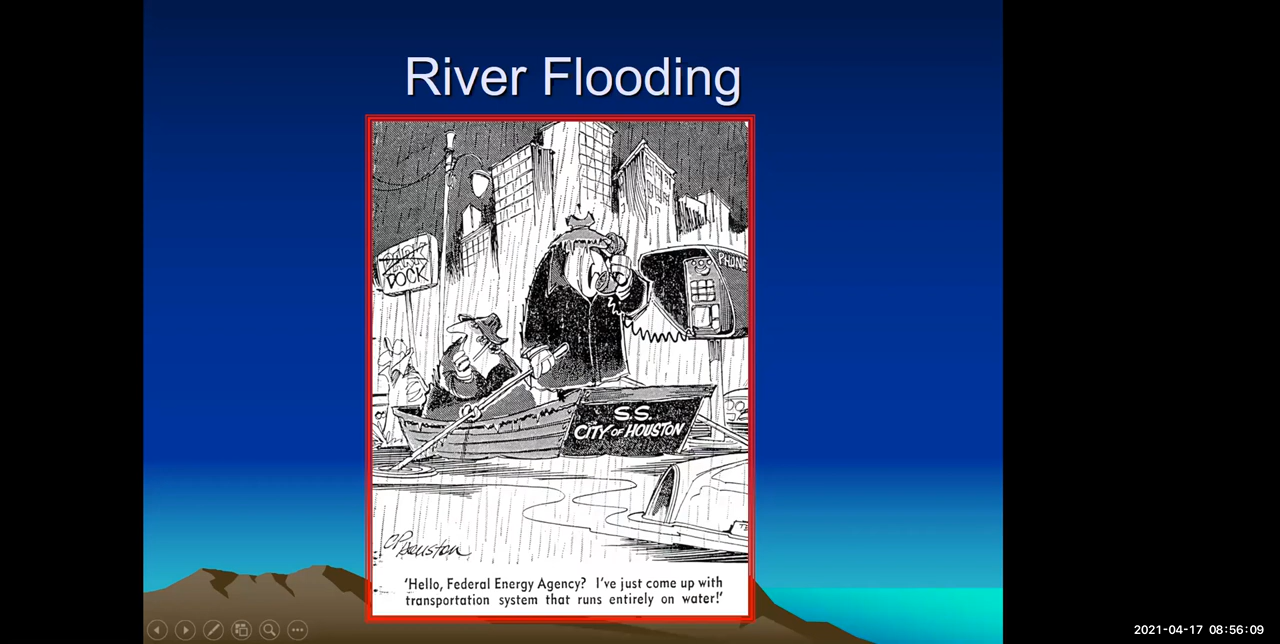 River Flooding
PHONE
DOCK
S.S.
CITY OF HOUSTON
'Hello, Federal Energy Agency? I've just come up with
transportation system that runs entirely on water!'
2021-04-17 08:56:09